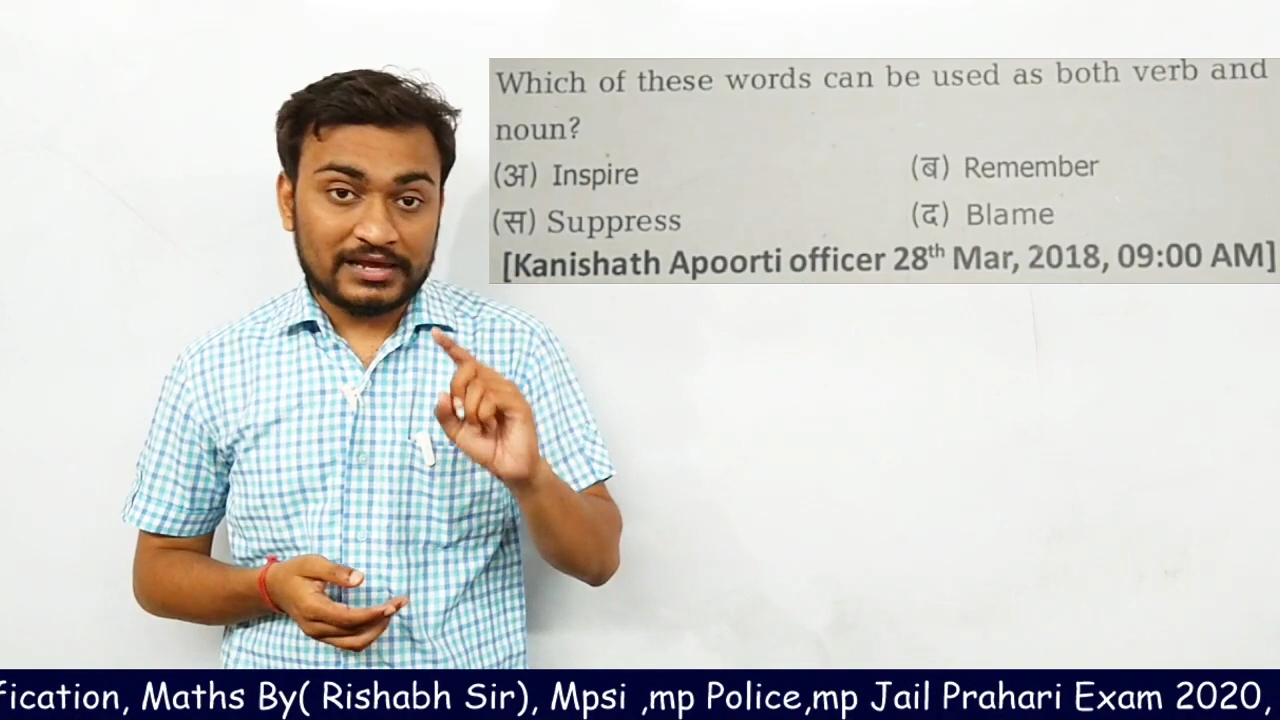 Which of these words can be used as both verb and
noun?
(अ) Inspire (ब) Remember
(स) Suppress (द) Blame
[Kanishath Apoorti officer 28th Mar, 2018, 09:00 AM]
fication, Maths By( Rishabh Sir), Mpsi ,mp Police,mp Jail Prahari Exam 2020,